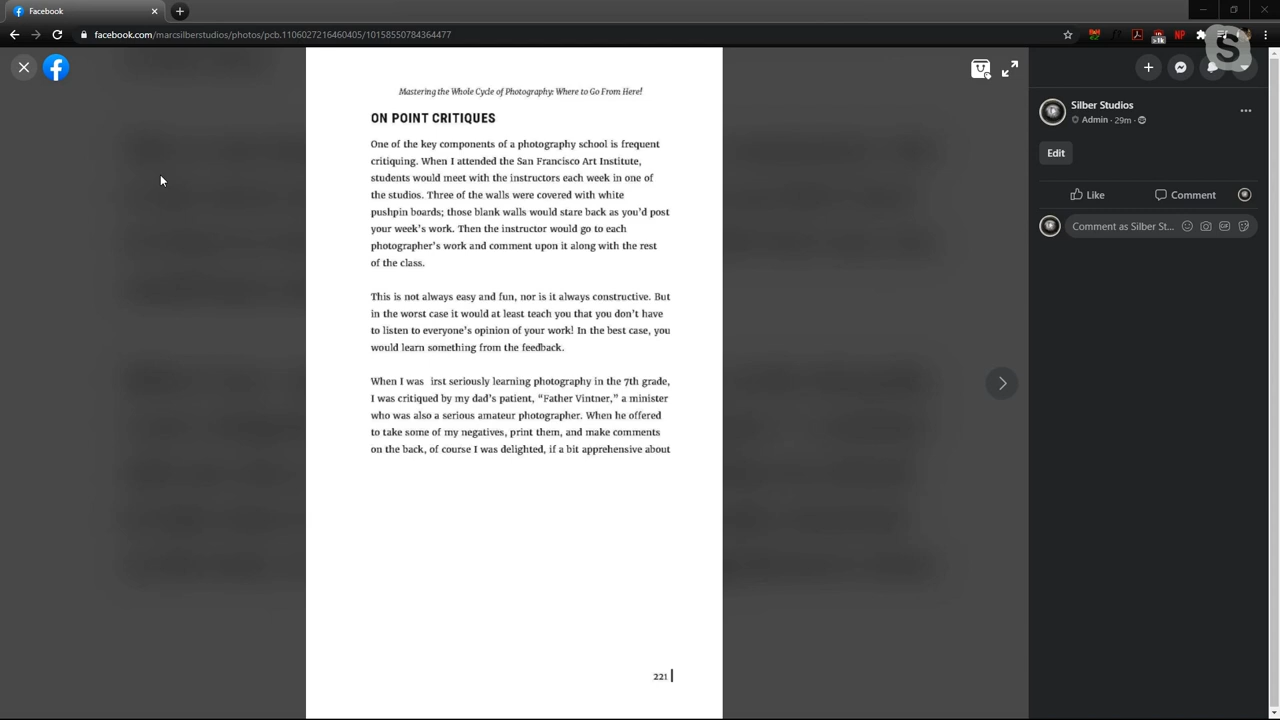 Facebook
facebook.com/marcsilberstudios/photos/pcb.1106027216460405/10158550784364477
Mastering the Whole Cycle of Photography: Where to Go From Here!
ON POINT CRITIQUES
One of the key components of a photography school is frequent
critiquing. When I attended the San Francisco Art Institute,
students would meet with the instructors each week in one of
the studios. Three of the walls were covered with white
pushpin boards; those blank walls would stare back as you’d post
your week’s work. Then the instructor would go to each
photographer’s work and comment upon it along with the rest
of the class.
This is not always easy and fun, nor is it always constructive. But
in the worst case it would at least teach you that you don’t have
to listen to everyone’s opinion of your work! In the best case, you
would learn something from the feedback.
When I was irst seriously learning photography in the 7th grade,
I was critiqued by my dad’s patient, “Father Vintner,” a minister
who was also a serious amateur photographer. When he offered
to take some of my negatives, print them, and make comments
on the back, of course I was delighted, if a bit apprehensive about
221
Silber Studios
Admin · 29m ·
Edit
Like Comment
Comment as Silber St...